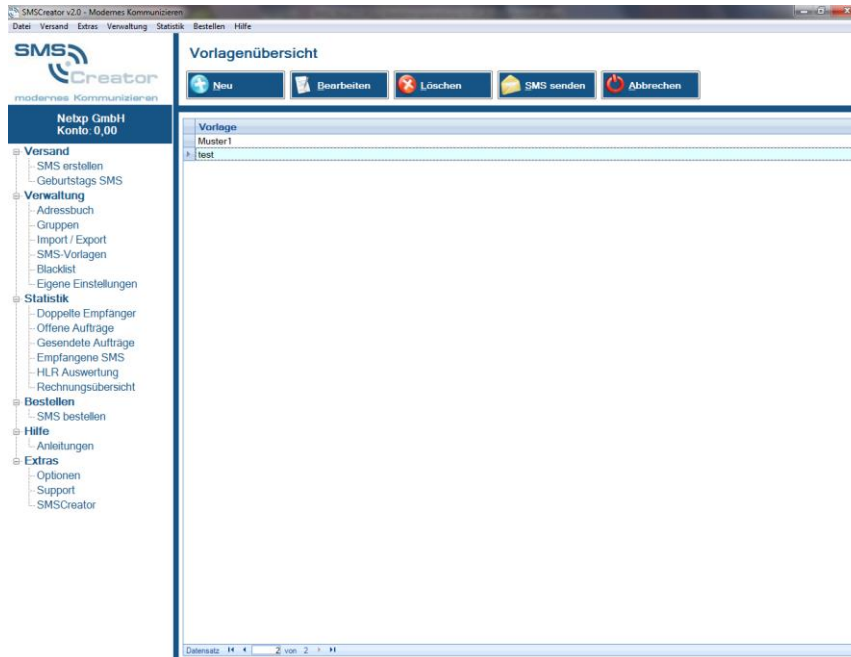 SMSCreator v2.0 - Modernes Kommunizieren
Datei Versand Extras Verwaltung Statistik Bestellen Hilfe
SMS
Creator
modernes Kommunizieren
Netxp GmbH
Konto: 0,00
Versand
SMS erstellen
Geburtstags SMS
Verwaltung
Adressbuch
Gruppen
Import / Export
SMS-Vorlagen
Blacklist
Eigene Einstellungen
Statistik
Doppelte Empfänger
Offene Aufträge
Gesendete Aufträge
Empfangene SMS
HLR Auswertung
Rechnungsübersicht
Bestellen
SMS bestellen
Hilfe
Anleitungen
Extras
Optionen
Support
SMSCreator
Vorlagenübersicht
Neu Bearbeiten Löschen SMS senden Abbrechen
Vorlage
Muster1
test
Datensatz 2 von 2